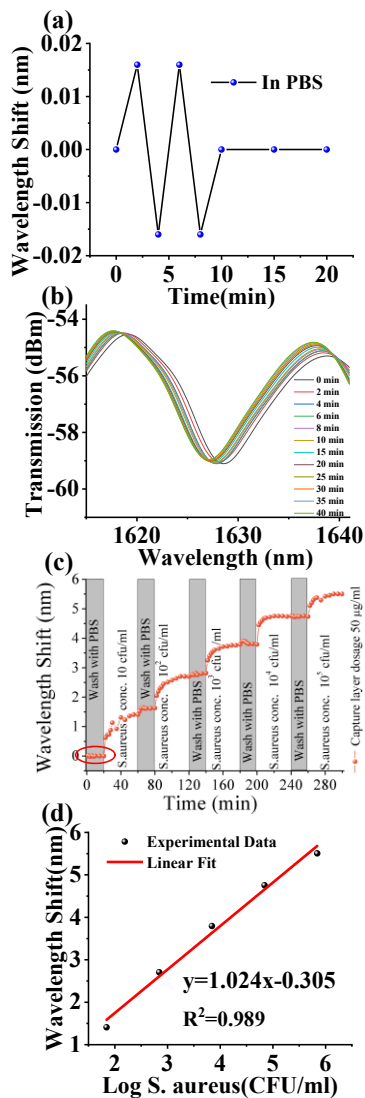 (a)
0.02
0.01
0.00
-0.01
-0.02
Wavelength Shift (nm)
In PBS
0 5 10 15 20
Time(min)
(b)
-54
-56
-58
-60
Transmission (dBm)
0 min
2 min
4 min
6 min
8 min
10 min
15 min
20 min
25 min
30 min
35 min
40 min
1620 1630 1640
Wavelength (nm)
(c)
6
5
4
3
2
1
0
Wavelength Shift (nm)
Wash with PBS
S.aureus conc. 10 cfu/ml
Wash with PBS
S.aureus conc. 10² cfu/ml
Wash with PBS
S.aureus conc. 10³ cfu/ml
Wash with PBS
S.aureus conc. 10⁴ cfu/ml
Wash with PBS
S.aureus conc. 10⁵ cfu/ml
Capture layer dosage 50 µg/ml
0 20 40 60 80 100 140 180 220 260
Time (min)
(d)
6
5
4
3
2
1
Wavelength Shift(nm)
Experimental Data
Linear Fit
y=1.024x-0.305
R²=0.989
2 3 4 5 6
Log S. aureus(CFU/ml)